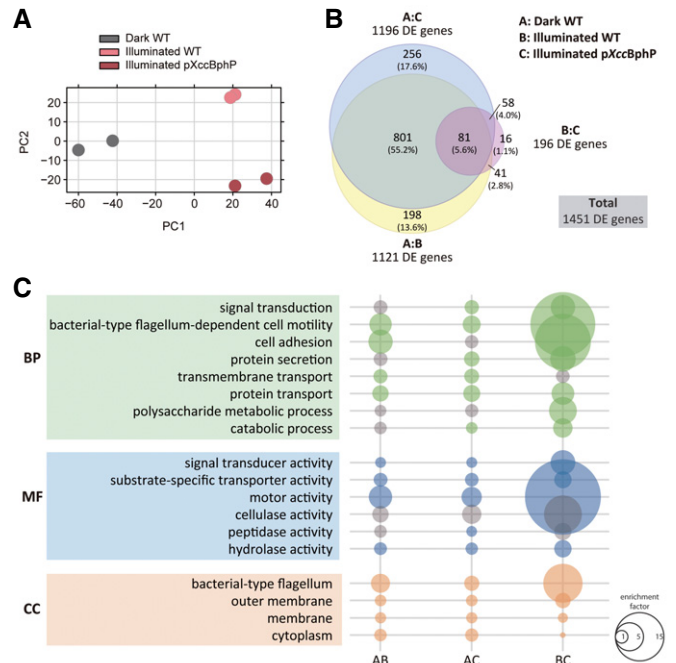 A
Dark WT
Illuminated WT
Illuminated pXccBphP
20
10
0
−10
−20
PC2
−60 −40 −20 0 20 40
PC1
B
A:C
1196 DE genes
256
(17.6%)
801
(55.2%)
81
(5.6%)
58
(4.0%)
16
(1.1%)
41
(2.8%)
198
(13.6%)
A:B
1121 DE genes
B:C
196 DE genes
A: Dark WT
B: Illuminated WT
C: Illuminated pXccBphP
Total
1451 DE genes
C
BP
signal transduction
bacterial-type flagellum-dependent cell motility
cell adhesion
protein secretion
transmembrane transport
protein transport
polysaccharide metabolic process
catabolic process
MF
signal transducer activity
substrate-specific transporter activity
motor activity
cellulase activity
peptidase activity
hydrolase activity
CC
bacterial-type flagellum
outer membrane
membrane
cytoplasm
AB AC BC
enrichment
factor
1 5 15